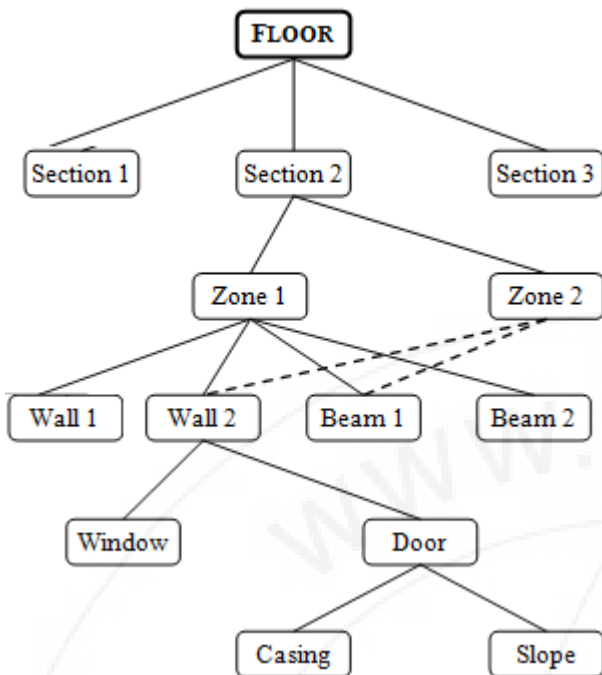 FLOOR
Section 1
Section 2
Section 3
Zone 1
Zone 2
Wall 1
Wall 2
Beam 1
Beam 2
Window
Door
Casing
Slope
www.